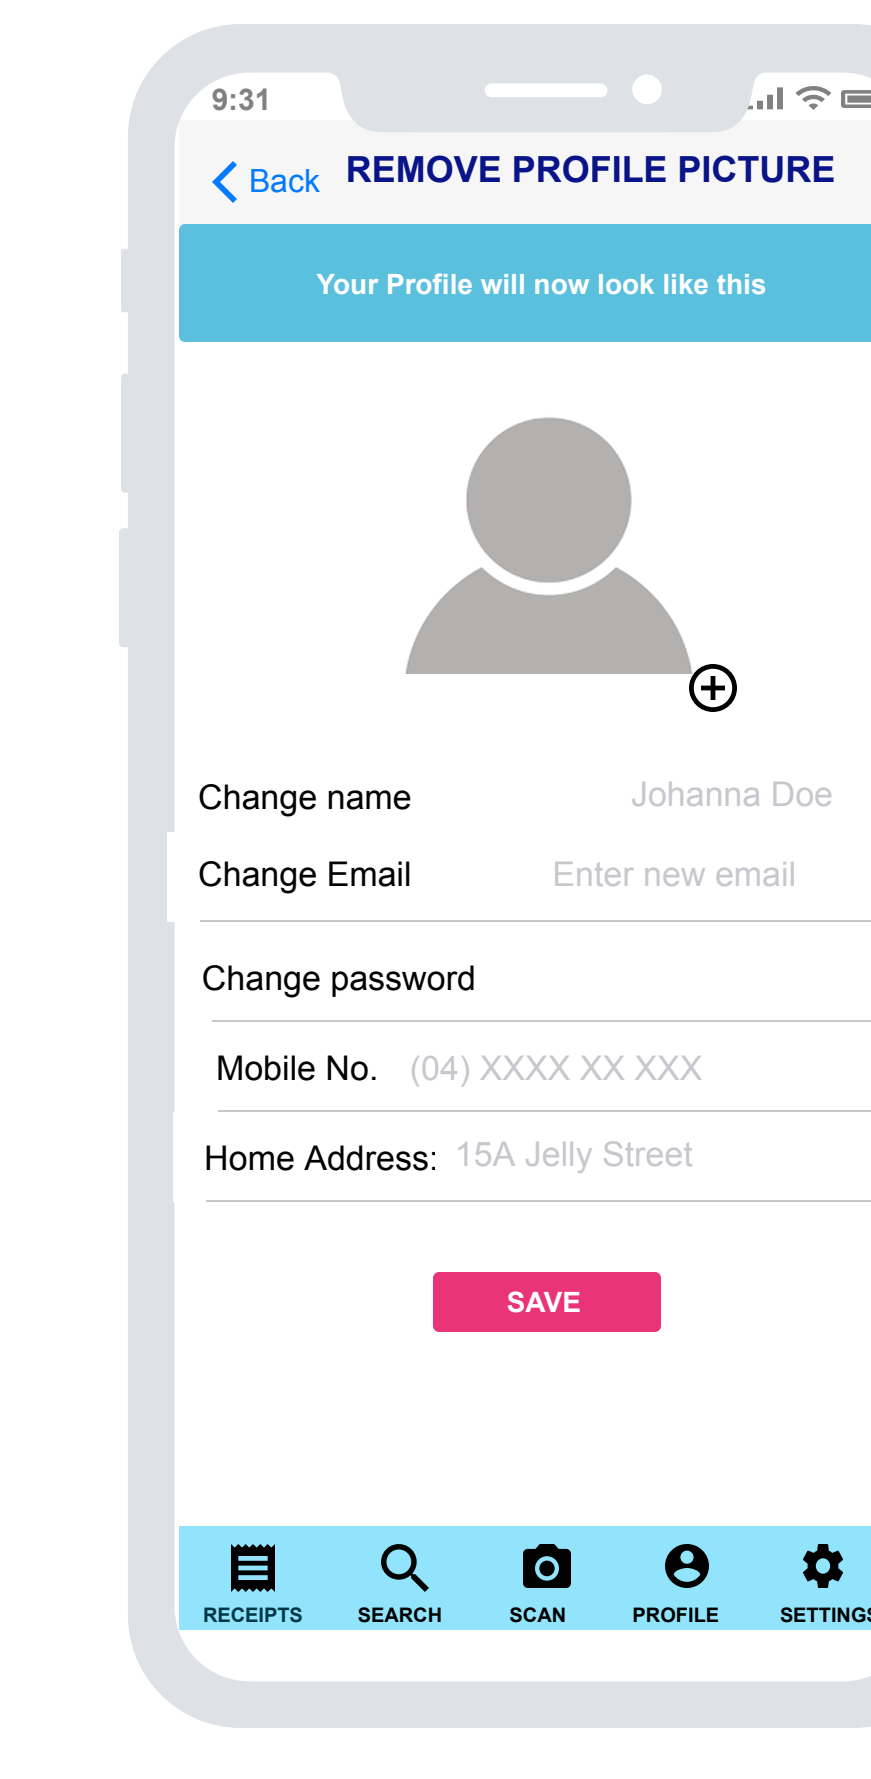 9:31
Back REMOVE PROFILE PICTURE
Your Profile will now look like this
Change name Johanna Doe
Change Email Enter new email
Change password
Mobile No. (04) XXXX XX XXX
Home Address: 15A Jelly Street
SAVE
RECEIPTS SEARCH SCAN PROFILE SETTINGS